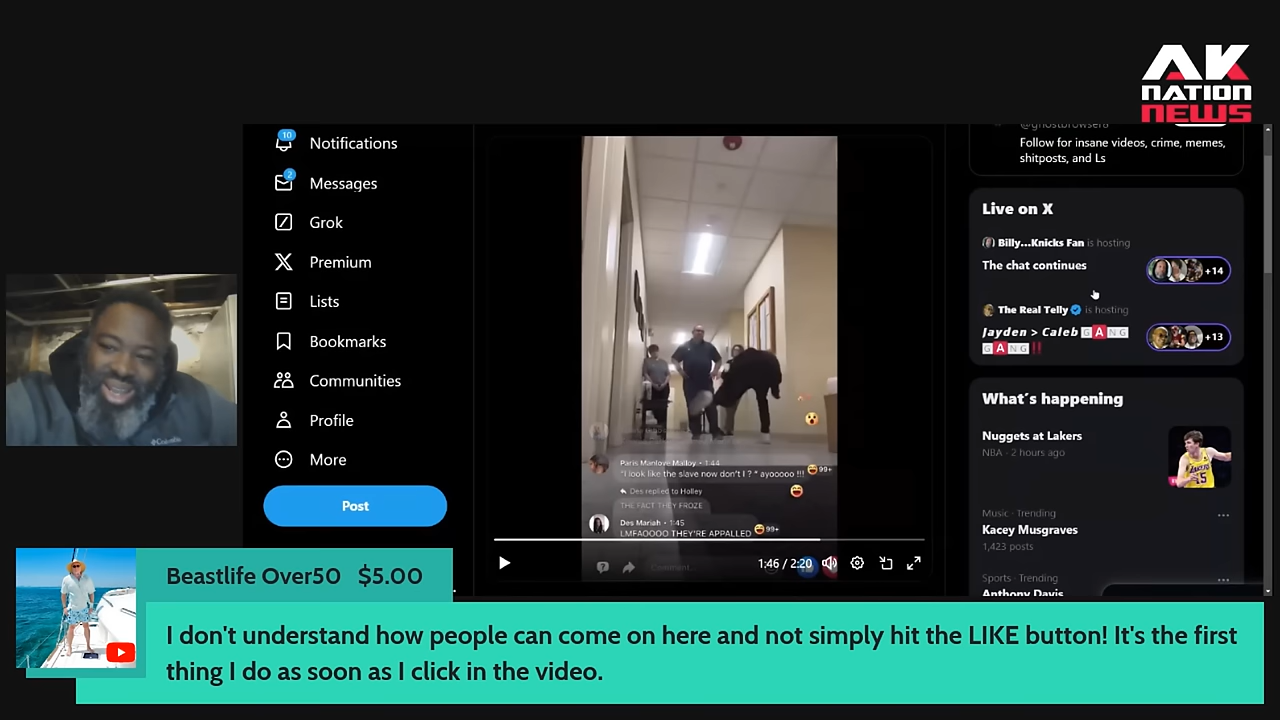 AK
NATION
NEWS
10
Notifications
2
Messages
Grok
Premium
Lists
Bookmarks
Communities
Profile
More
Post
Columbia
Paris Manlove Malloy • 1:44
"I look like the slave now don't I ? " ayooooo !!! 99+
Des replied to Holley
THE FACT THEY FROZE
Des Mariah • 1:45
LMFAOOOO THEY'RE APPALLED 99+
Comment...
1:46 / 2:20
Follow for insane videos, crime, memes,
shitposts, and Ls
Live on X
Billy...Knicks Fan is hosting
The chat continues
+14
The Real Telly is hosting
Jayden > Caleb GANG
GANG‼
+13
What's happening
Nuggets at Lakers
NBA · 2 hours ago
Music · Trending
Kacey Musgraves
1,423 posts
Sports · Trending
Anthony Davis
Beastlife Over50 $5.00
I don't understand how people can come on here and not simply hit the LIKE button! It's the first
thing I do as soon as I click in the video.